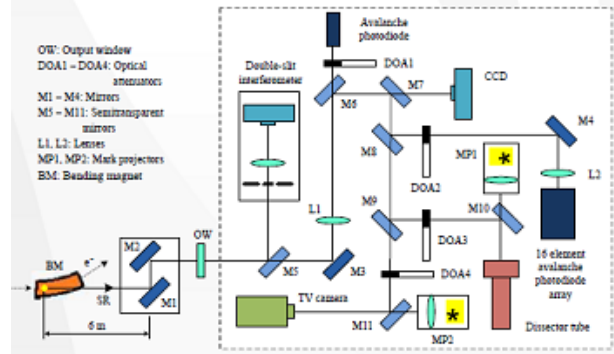 OW: Output window
DOA1 – DOA4: Optical
attenuators
M1 – M4: Mirrors
M5 – M11: Semitransparent
mirrors
L1, L2: Lenses
MP1, MP2: Mark projectors
BM: Bending magnet
Avalanche
photodiode
Double-slit
interferometer
DOA1
M6
M7
CCD
M4
M8
DOA2
MP1
L2
L1
M9
M10
DOA3
16 element
avalanche
photodiode
array
OW
M2
BM
e-
M1
SR
6 m
M5
M3
DOA4
TV camera
M11
MP2
Dissector tube